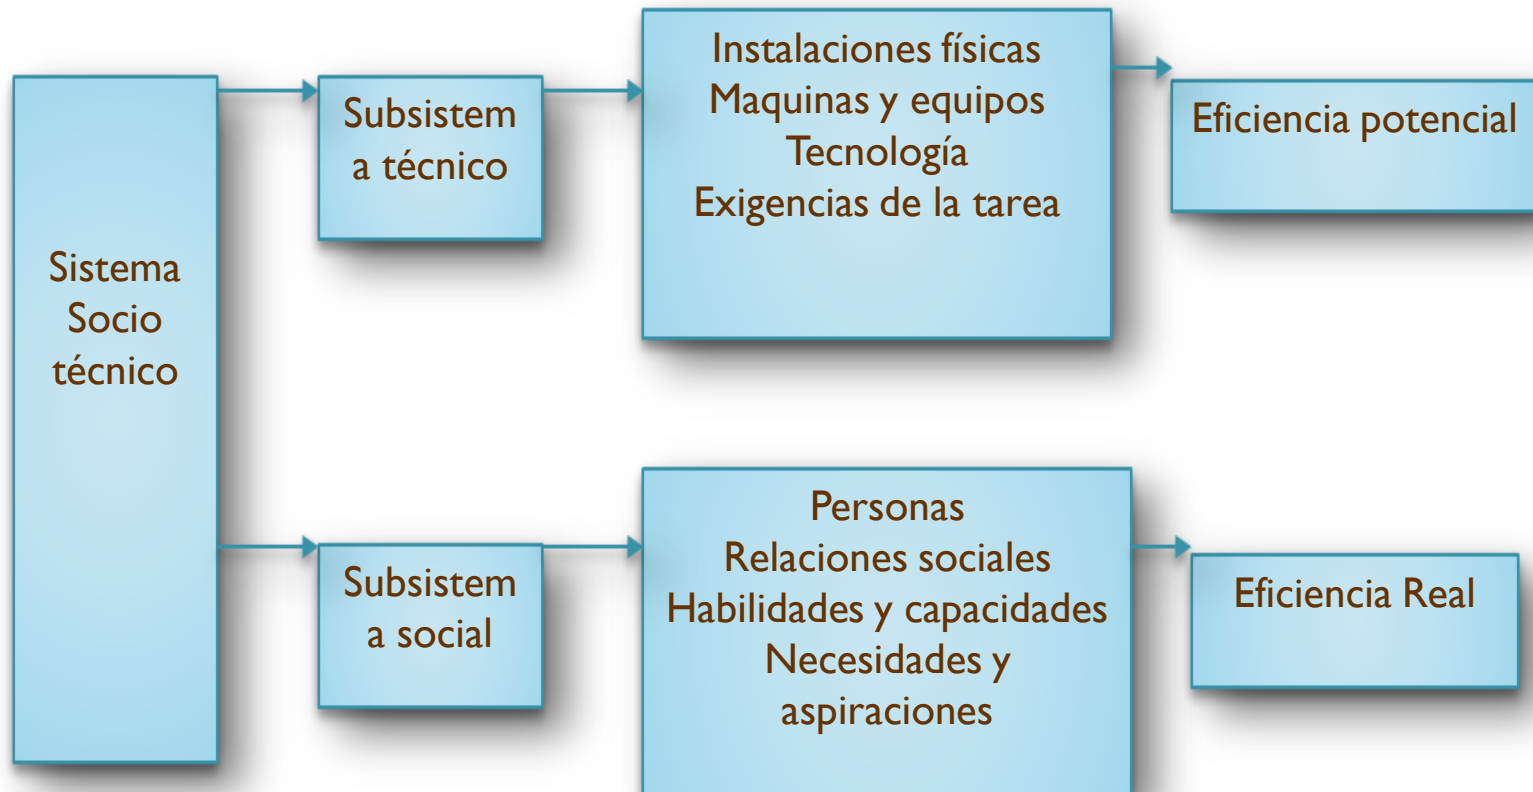 Sistema
Socio
técnico
Subsistem
a técnico
Instalaciones físicas
Maquinas y equipos
Tecnología
Exigencias de la tarea
Eficiencia potencial
Subsistem
a social
Personas
Relaciones sociales
Habilidades y capacidades
Necesidades y
aspiraciones
Eficiencia Real